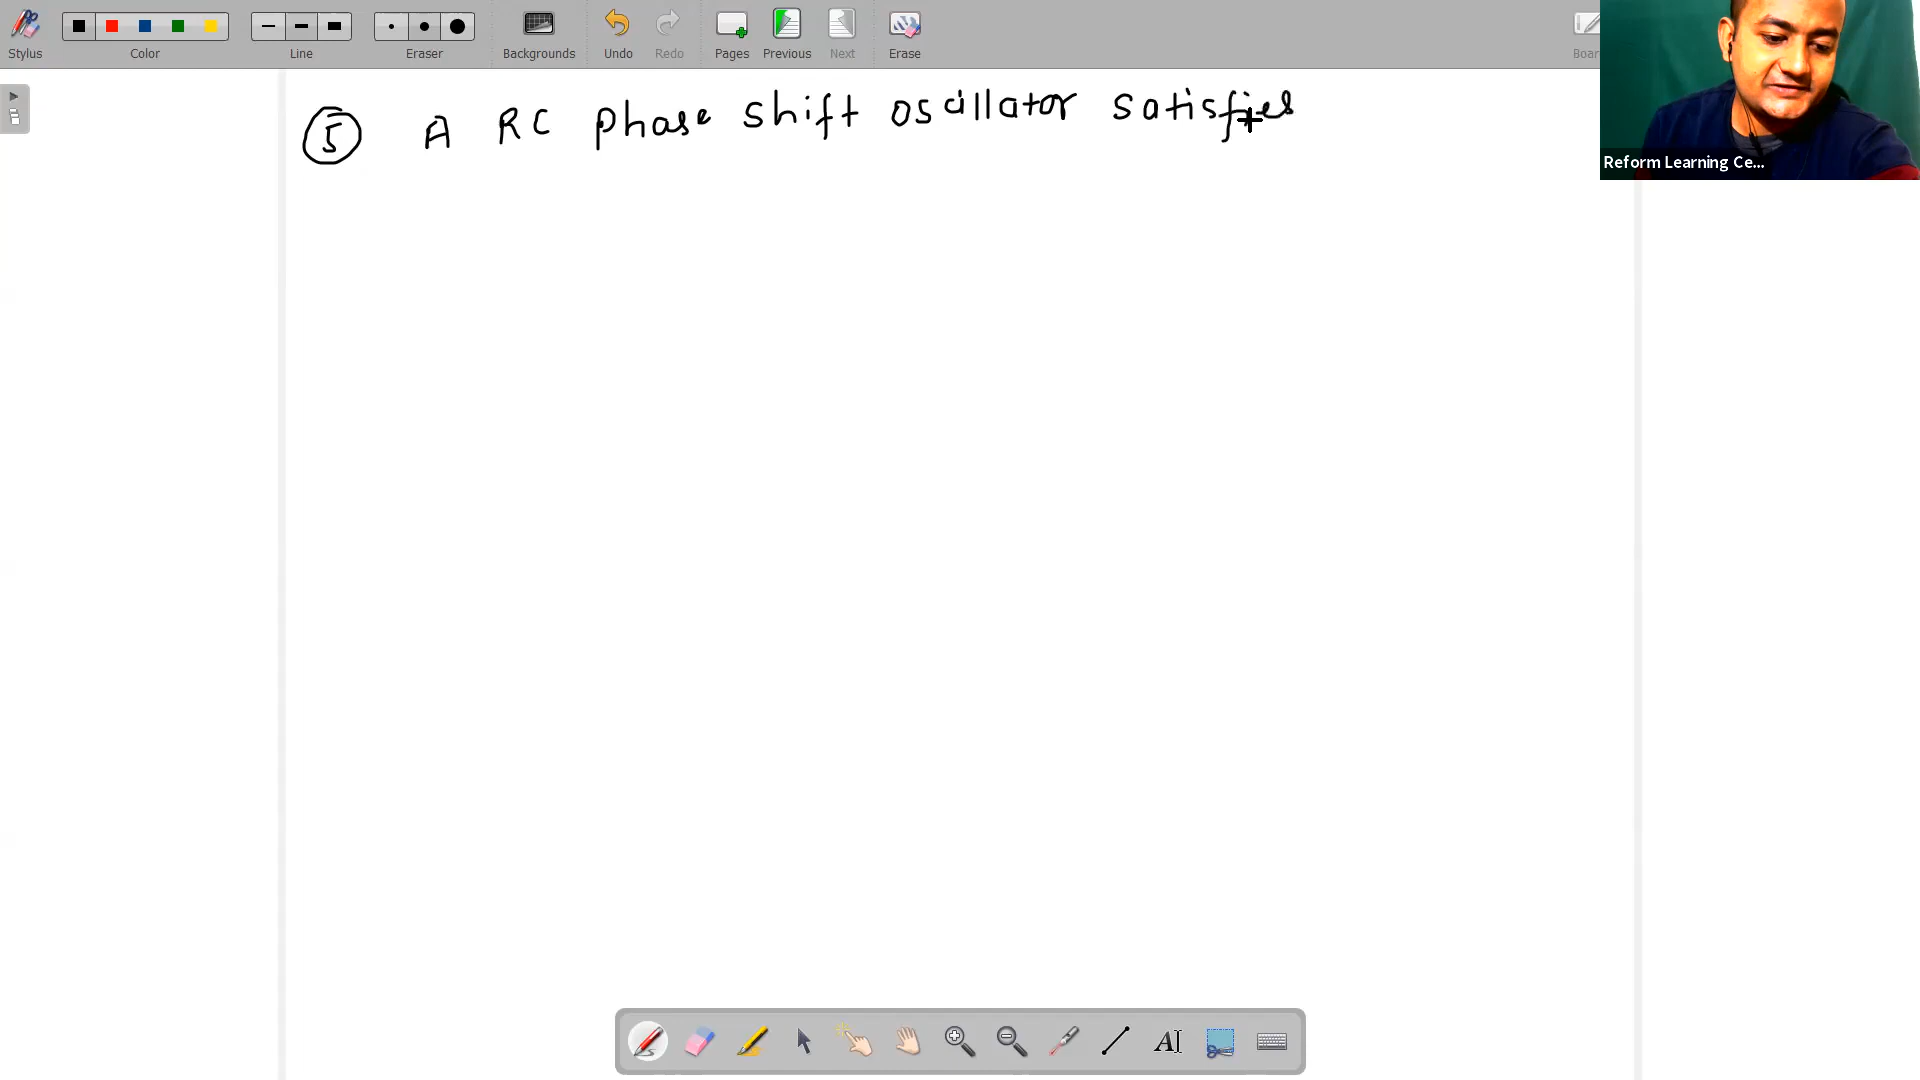 Stylus
Color
Line
Eraser
Backgrounds
Undo
Redo
Pages
Previous
Next
Erase
Boar
Reform Learning Ce...
5 A RC phase shift oscillator satisfies